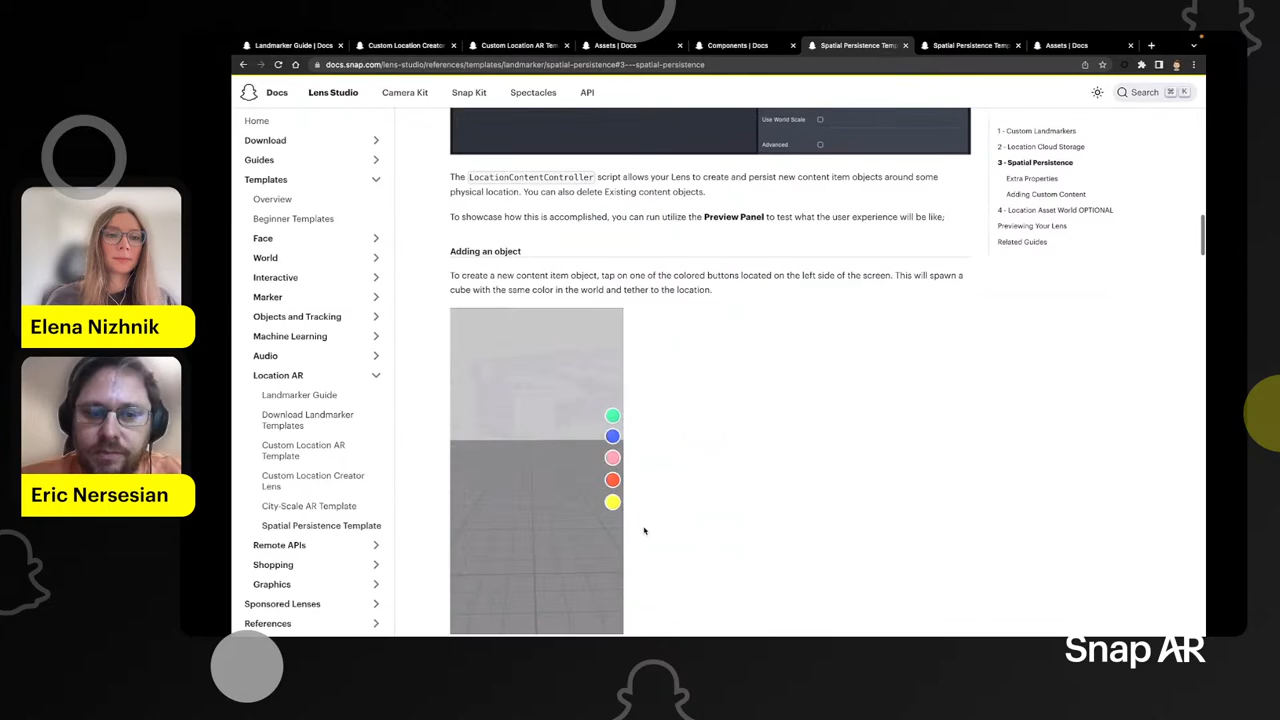 Landmarker Guide | Docs
Custom Location Creator
Custom Location AR Tem
Assets | Docs
Components | Docs
Spatial Persistence Temp
Spatial Persistence Temp
Assets | Docs
docs.snap.com/lens-studio/references/templates/landmarker/spatial-persistence#3---spatial-persistence
Docs
Lens Studio
Camera Kit
Snap Kit
Spectacles
API
Search
⌘
K
Home
Download
Guides
Templates
Overview
Beginner Templates
Face
World
Interactive
Marker
Objects and Tracking
Machine Learning
Audio
Location AR
Landmarker Guide
Download Landmarker
Templates
Custom Location AR
Template
Custom Location Creator
Lens
City-Scale AR Template
Spatial Persistence Template
Remote APIs
Shopping
Graphics
Sponsored Lenses
References
Use World Scale
Advanced
The LocationContentController script allows your Lens to create and persist new content item objects around some
physical location. You can also delete Existing content objects.
To showcase how this is accomplished, you can run utilize the Preview Panel to test what the user experience will be like;
Adding an object
To create a new content item object, tap on one of the colored buttons located on the left side of the screen. This will spawn a
cube with the same color in the world and tether to the location.
1 - Custom Landmarkers
2 - Location Cloud Storage
3 - Spatial Persistence
Extra Properties
Adding Custom Content
4 - Location Asset World OPTIONAL
Previewing Your Lens
Related Guides
Elena Nizhnik
Eric Nersesian
Snap AR